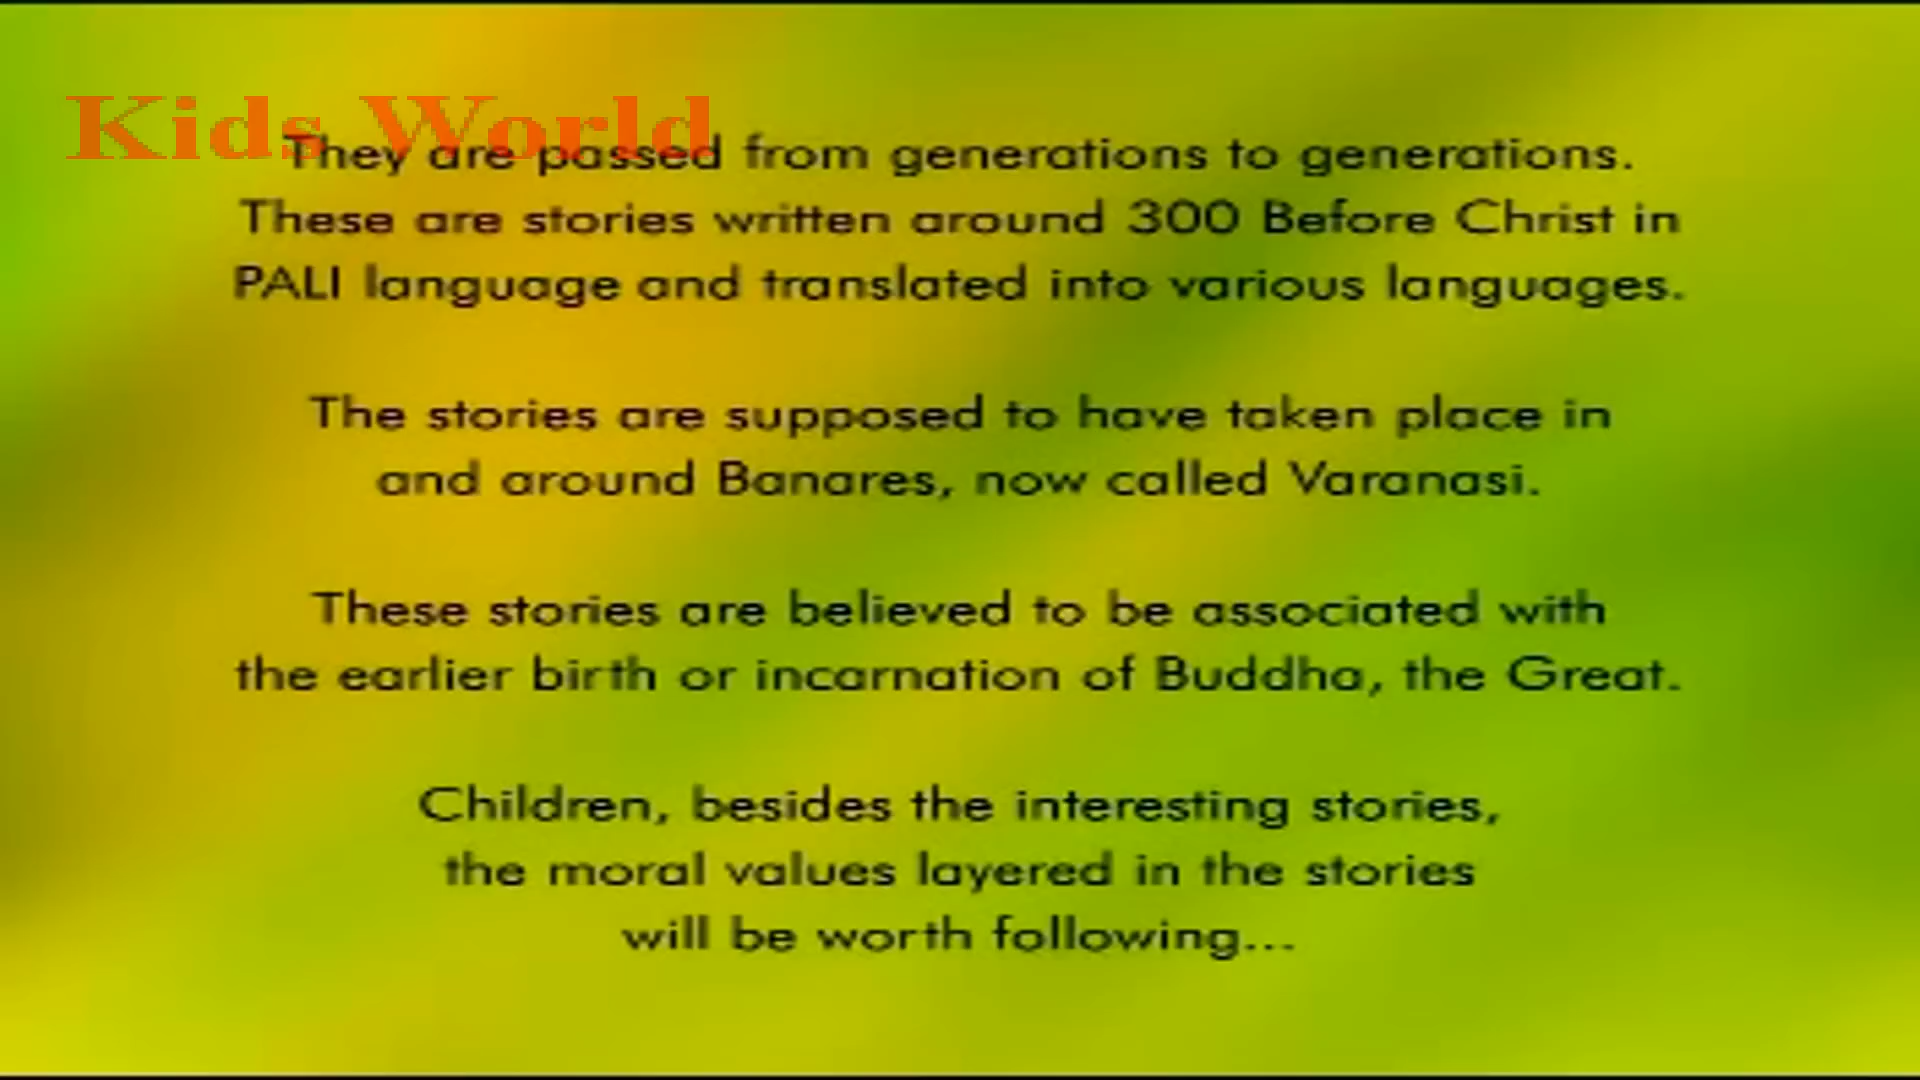 Kids World
They are passed from generations to generations.
These are stories written around 300 Before Christ in
PALI language and translated into various languages.
The stories are supposed to have taken place in
and around Banares, now called Varanasi.
These stories are believed to be associated with
the earlier birth or incarnation of Buddha, the Great.
Children, besides the interesting stories,
the moral values layered in the stories
will be worth following...